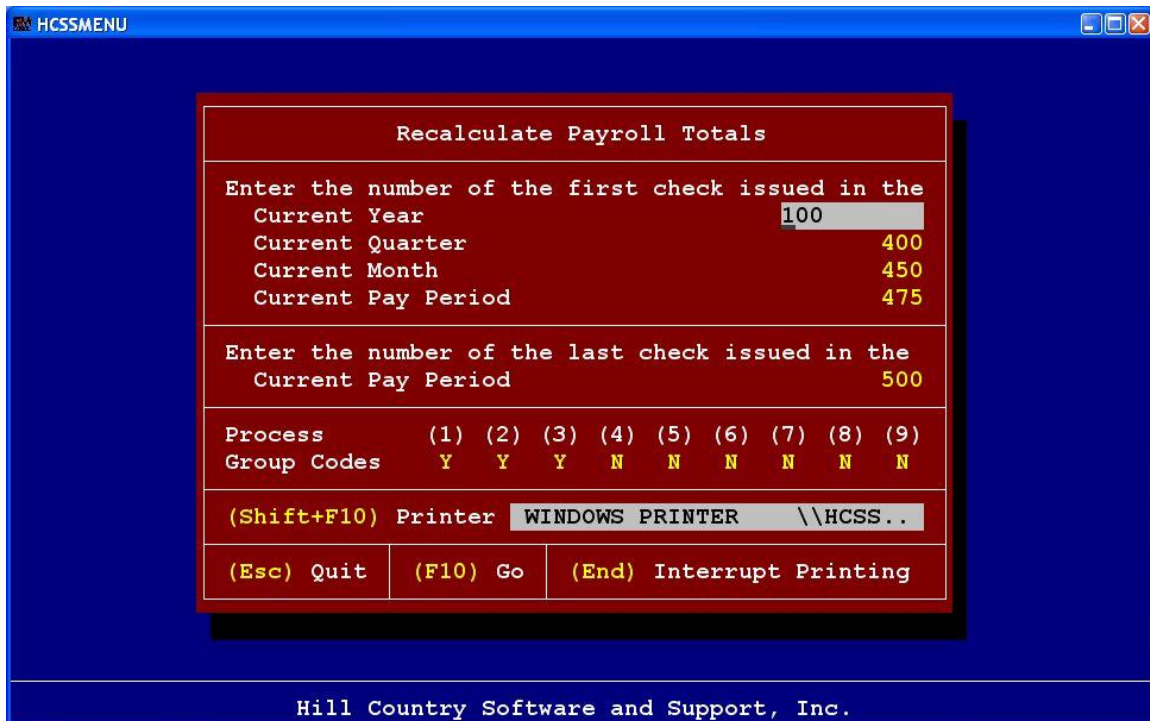 HCSSMENU
Recalculate Payroll Totals
Enter the number of the first check issued in the
Current Year 100
Current Quarter 400
Current Month 450
Current Pay Period 475
Enter the number of the last check issued in the
Current Pay Period 500
Process (1) (2) (3) (4) (5) (6) (7) (8) (9)
Group Codes Y Y Y N N N N N N
(Shift+F10) Printer WINDOWS PRINTER \\HCSS..
(Esc) Quit (F10) Go (End) Interrupt Printing
Hill Country Software and Support, Inc.